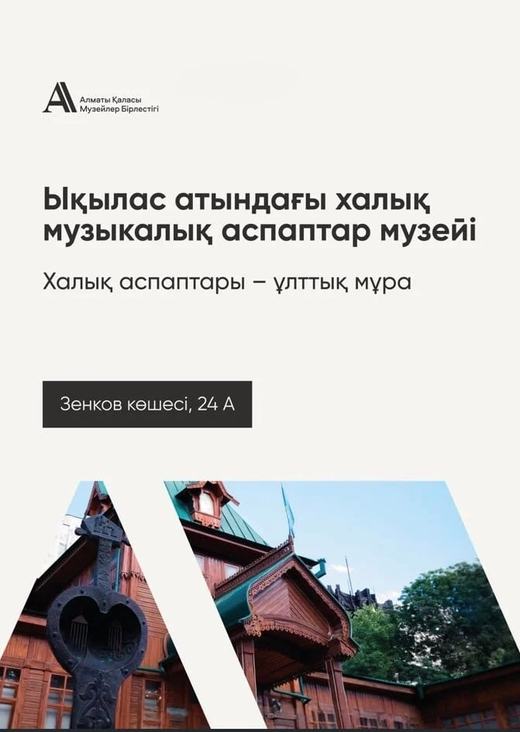 Алматы Қаласы
Музейлер Бірлестігі
Ықылас атындағы халық
музыкалық аспаптар музейі
Халық аспаптары – ұлттық мұра
Зенков көшесі, 24 А